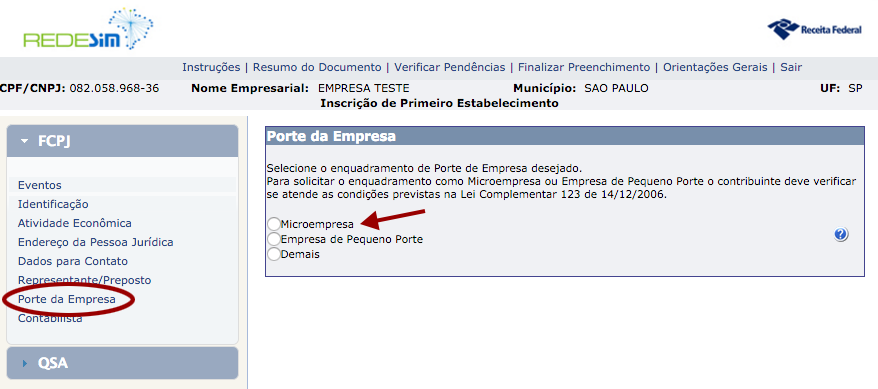 REDESIM
Receita Federal
Instruções | Resumo do Documento | Verificar Pendências | Finalizar Preenchimento | Orientações Gerais | Sair
CPF/CNPJ: 082.058.968-36 Nome Empresarial: EMPRESA TESTE Município: SAO PAULO UF: SP
Inscrição de Primeiro Estabelecimento
FCPJ
Eventos
Identificação
Atividade Econômica
Endereço da Pessoa Jurídica
Dados para Contato
Representante/Preposto
Porte da Empresa
Contabilista
QSA
Porte da Empresa
Selecione o enquadramento de Porte de Empresa desejado.
Para solicitar o enquadramento como Microempresa ou Empresa de Pequeno Porte o contribuinte deve verificar
se atende as condições previstas na Lei Complementar 123 de 14/12/2006.
Microempresa
Empresa de Pequeno Porte
Demais
?